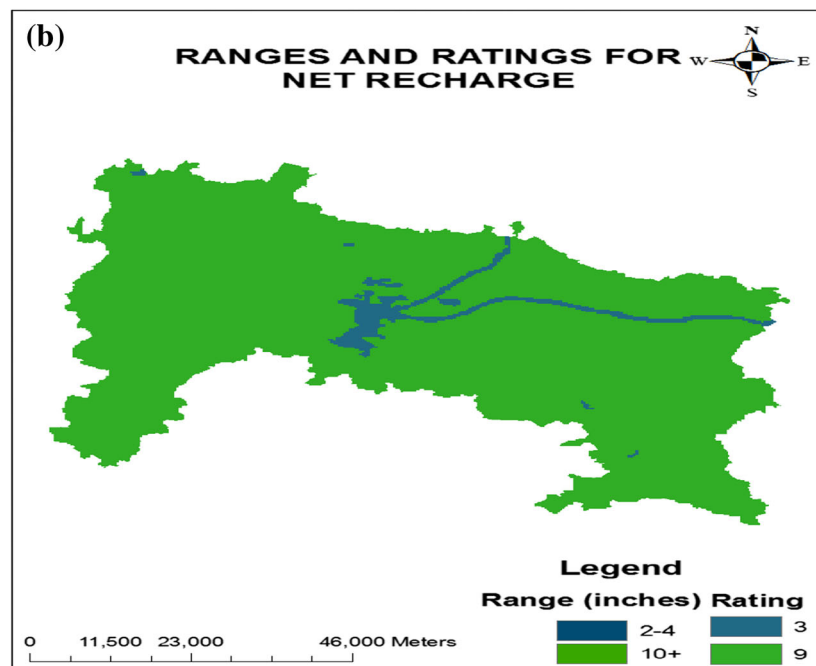 (b)
RANGES AND RATINGS FOR
NET RECHARGE
N
W E
S
Legend
Range (inches) Rating
2-4 3
10+ 9
0 11,500 23,000 46,000 Meters